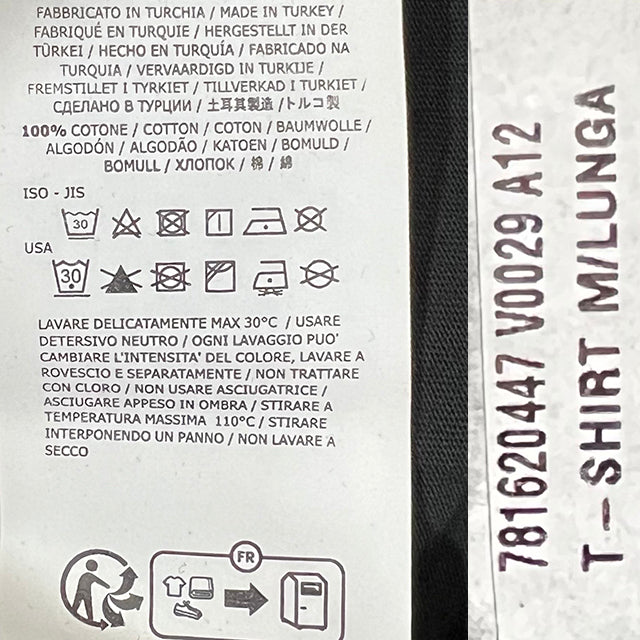 FABBRICATO IN TURCHIA / MADE IN TURKEY /
FABRIQUÉ EN TURQUIE / HERGESTELLT IN DER
TÜRKEI / HECHO EN TURQUÍA / FABRICADO NA
TURQUIA / VERVAARDIGD IN TURKIJE /
FREMSTILLET I TYRKIET / TILLVERKAD I TURKIET /
СДЕЛАНО В ТУРЦИИ / 土耳其製造 / トルコ製
100% COTONE / COTTON / COTON / BAUMWOLLE /
ALGODÓN / ALGODÃO / KATOEN / BOMULD /
BOMULL / ХЛОПОК / 棉 / 綿
ISO - JIS
30
USA
30
LAVARE DELICATAMENTE MAX 30°C / USARE
DETERSIVO NEUTRO / OGNI LAVAGGIO PUO'
CAMBIARE L'INTENSITA' DEL COLORE, LAVARE A
ROVESCIO E SEPARATAMENTE / NON TRATTARE
CON CLORO / NON USARE ASCIUGATRICE /
ASCIUGARE APPESO IN OMBRA / STIRARE A
TEMPERATURA MASSIMA 110°C / STIRARE
INTERPONENDO UN PANNO / NON LAVARE A
SECCO
FR
781620447 V0029 A12
T-SHIRT M/LUNGA